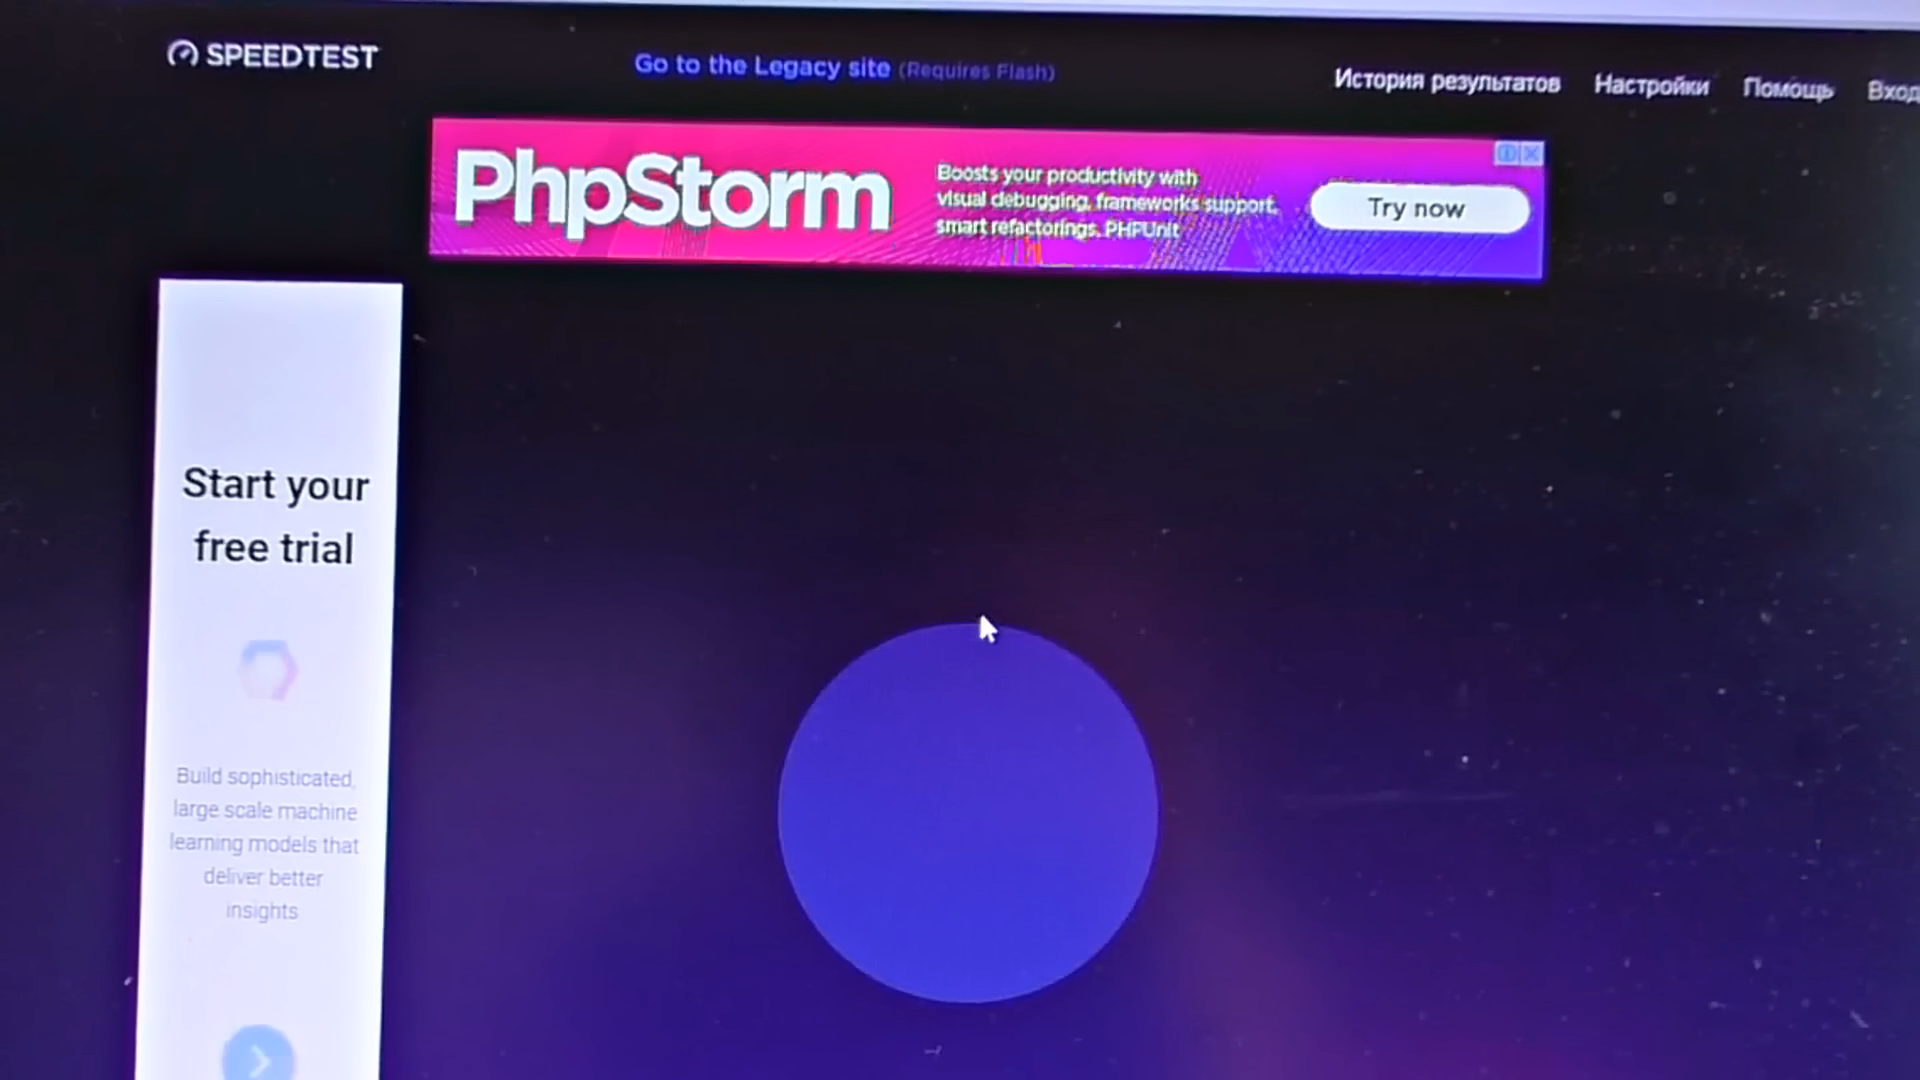 SPEEDTEST
Go to the Legacy site (Requires Flash)
История результатов
Настройки
Помощь
Вход
PhpStorm
Boosts your productivity with
visual debugging, frameworks support,
smart refactorings, PHPUnit
Try now
Start your
free trial
Build sophisticated,
large scale machine
learning models that
deliver better
insights